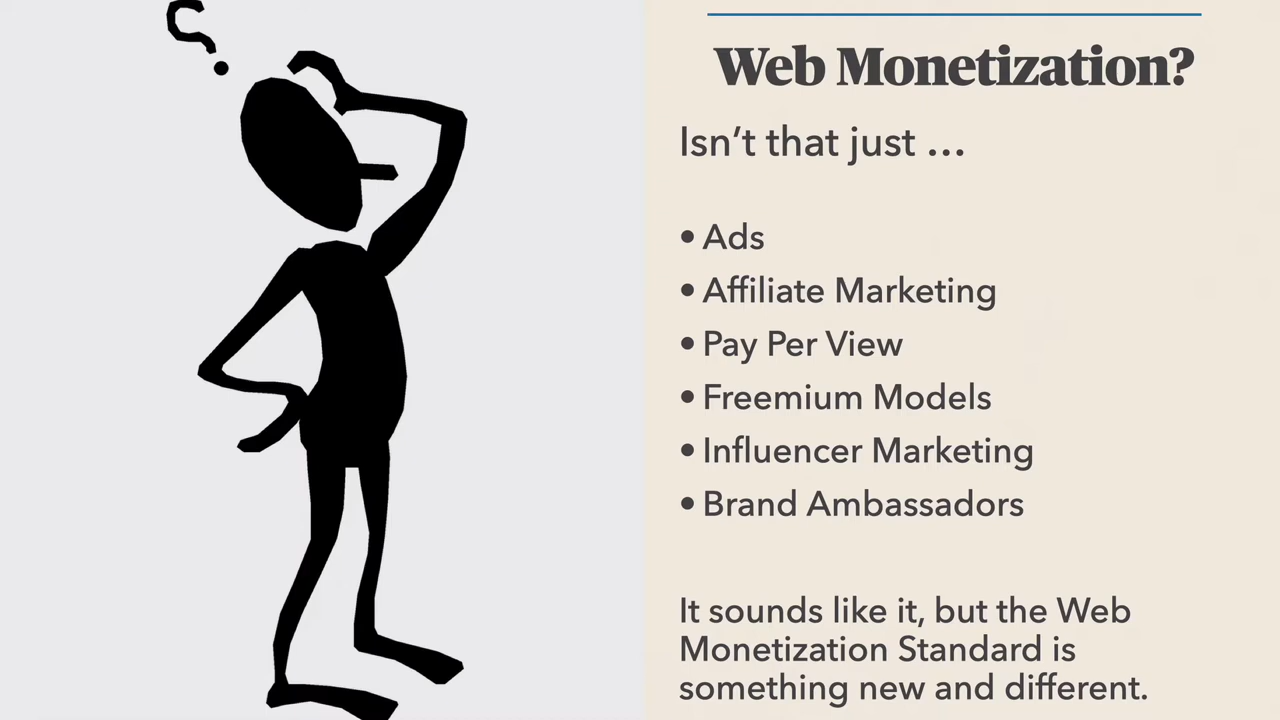 ?
Web Monetization?
Isn’t that just …
• Ads
• Affiliate Marketing
• Pay Per View
• Freemium Models
• Influencer Marketing
• Brand Ambassadors
It sounds like it, but the Web
Monetization Standard is
something new and different.